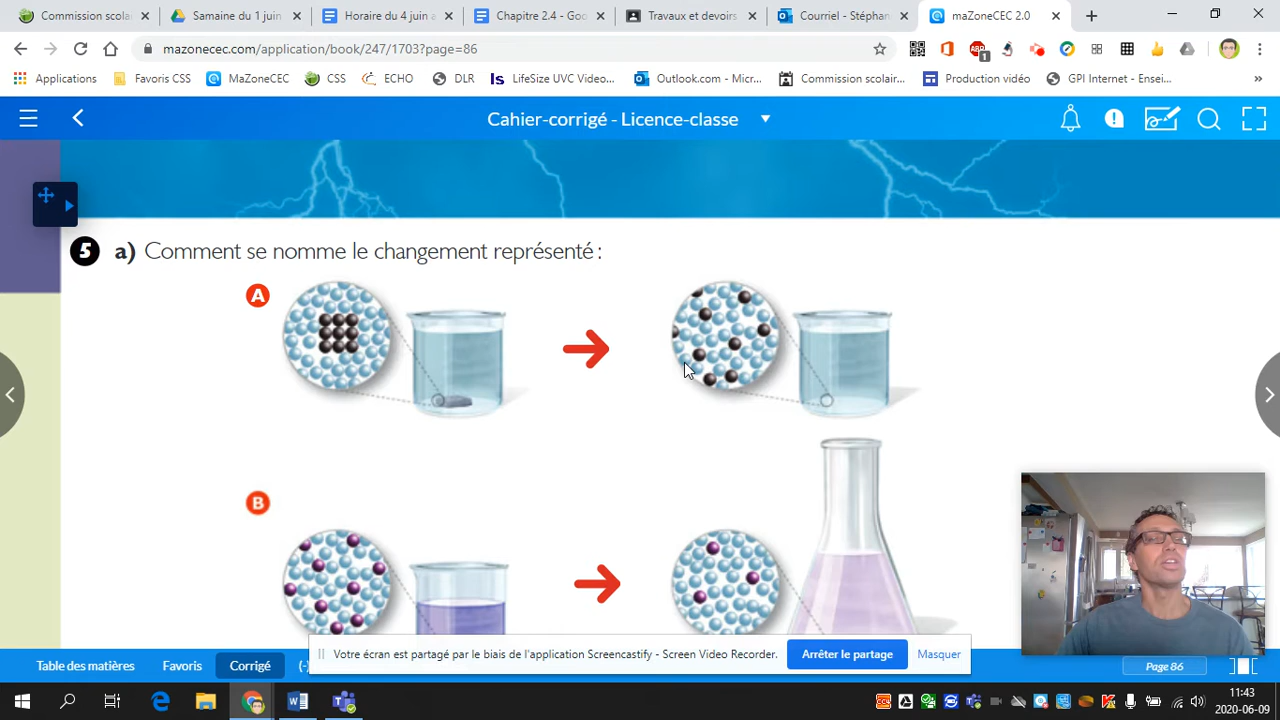 Commission scolai
Samaine du 1 juin
Horaire du 4 juin a
Chapitre 2.4 - Goo
Travaux et devoirs
Courriel - Stéphan
maZoneCEC 2.0
mazonecec.com/application/book/247/1703?page=86
Applications
Favoris CSS
MaZoneCEC
CSS
ECHO
DLR
LifeSize UVC Video...
Outlook.com - Micr...
Commission scolair...
Production vidéo
GPI Internet - Ensei...
»
Cahier-corrigé - Licence-classe
5 a) Comment se nomme le changement représenté :
A
B
Votre écran est partagé par le biais de l'application Screencastify - Screen Video Recorder.
Arrêter le partage
Masquer
Table des matières
Favoris
Corrigé
(-)
Page 86
11:43
2020-06-09